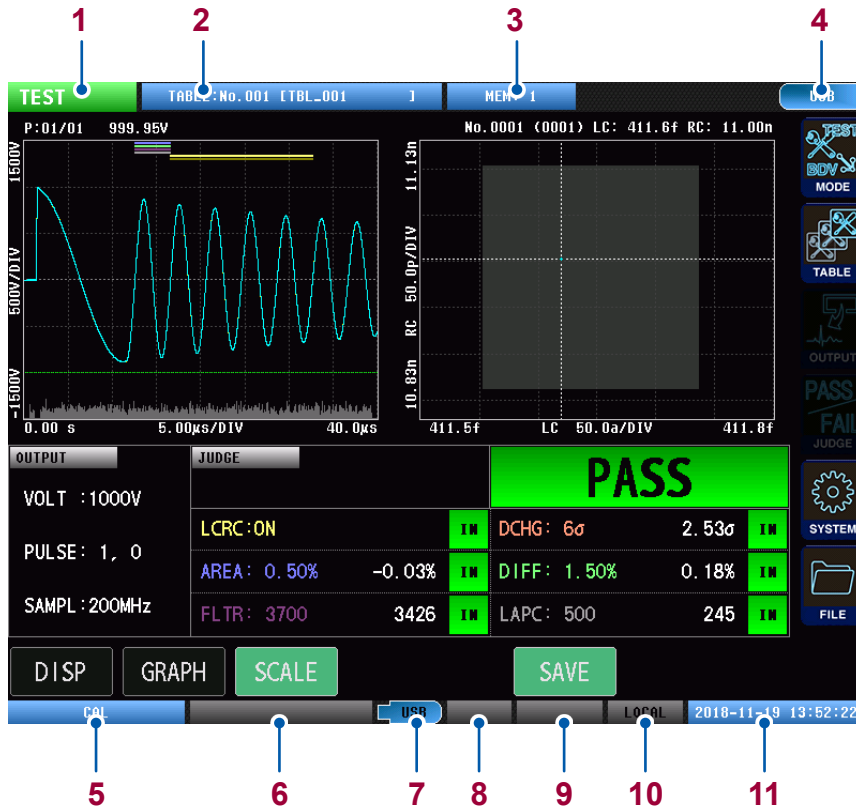 1 2 3 4
TEST TABLE:No.001 [TBL_001 ] MEM: 1 USB
P:01/01 999.95V No.0001 (0001) LC: 411.6f RC: 11.00n
1500V
500V/DIV
-1500V
0.00 s 5.00µs/DIV 40.0µs
11.13n
RC 50.0p/DIV
10.83n
411.5f LC 50.0a/DIV 411.8f
TEST
BDV
MODE
TABLE
OUTPUT
PASS
FAIL
JUDGE
SYSTEM
FILE
OUTPUT
VOLT :1000V
PULSE: 1, 0
SAMPL:200MHz
JUDGE
PASS
LCRC:ON IN DCHG: 6σ 2.53σ IN
AREA: 0.50% -0.03% IN DIFF: 1.50% 0.18% IN
FLTR: 3700 3426 IN LAPC: 500 245 IN
DISP GRAPH SCALE SAVE
CAL USB LOCAL 2018-11-19 13:52:22
5 6 7 8 9 10 11